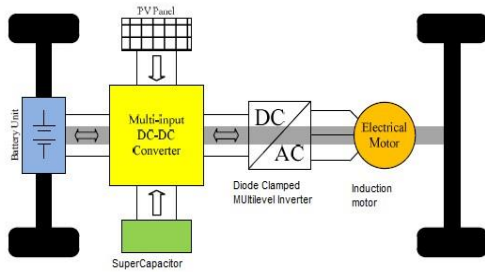 PV Panel
Battery Unit
Multi-input
DC-DC
Converter
DC
AC
Electrical
Motor
Diode Clamped
MUltilevel Inverter
Induction
motor
SuperCapacitor